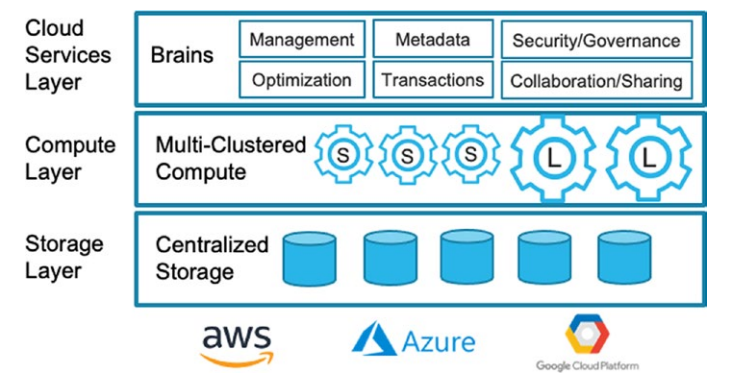 Cloud
Services
Layer
Brains
Management
Metadata
Security/Governance
Optimization
Transactions
Collaboration/Sharing
Compute
Layer
Multi-Clustered
Compute
S
S
S
L
L
Storage
Layer
Centralized
Storage
aws
Azure
Google Cloud Platform